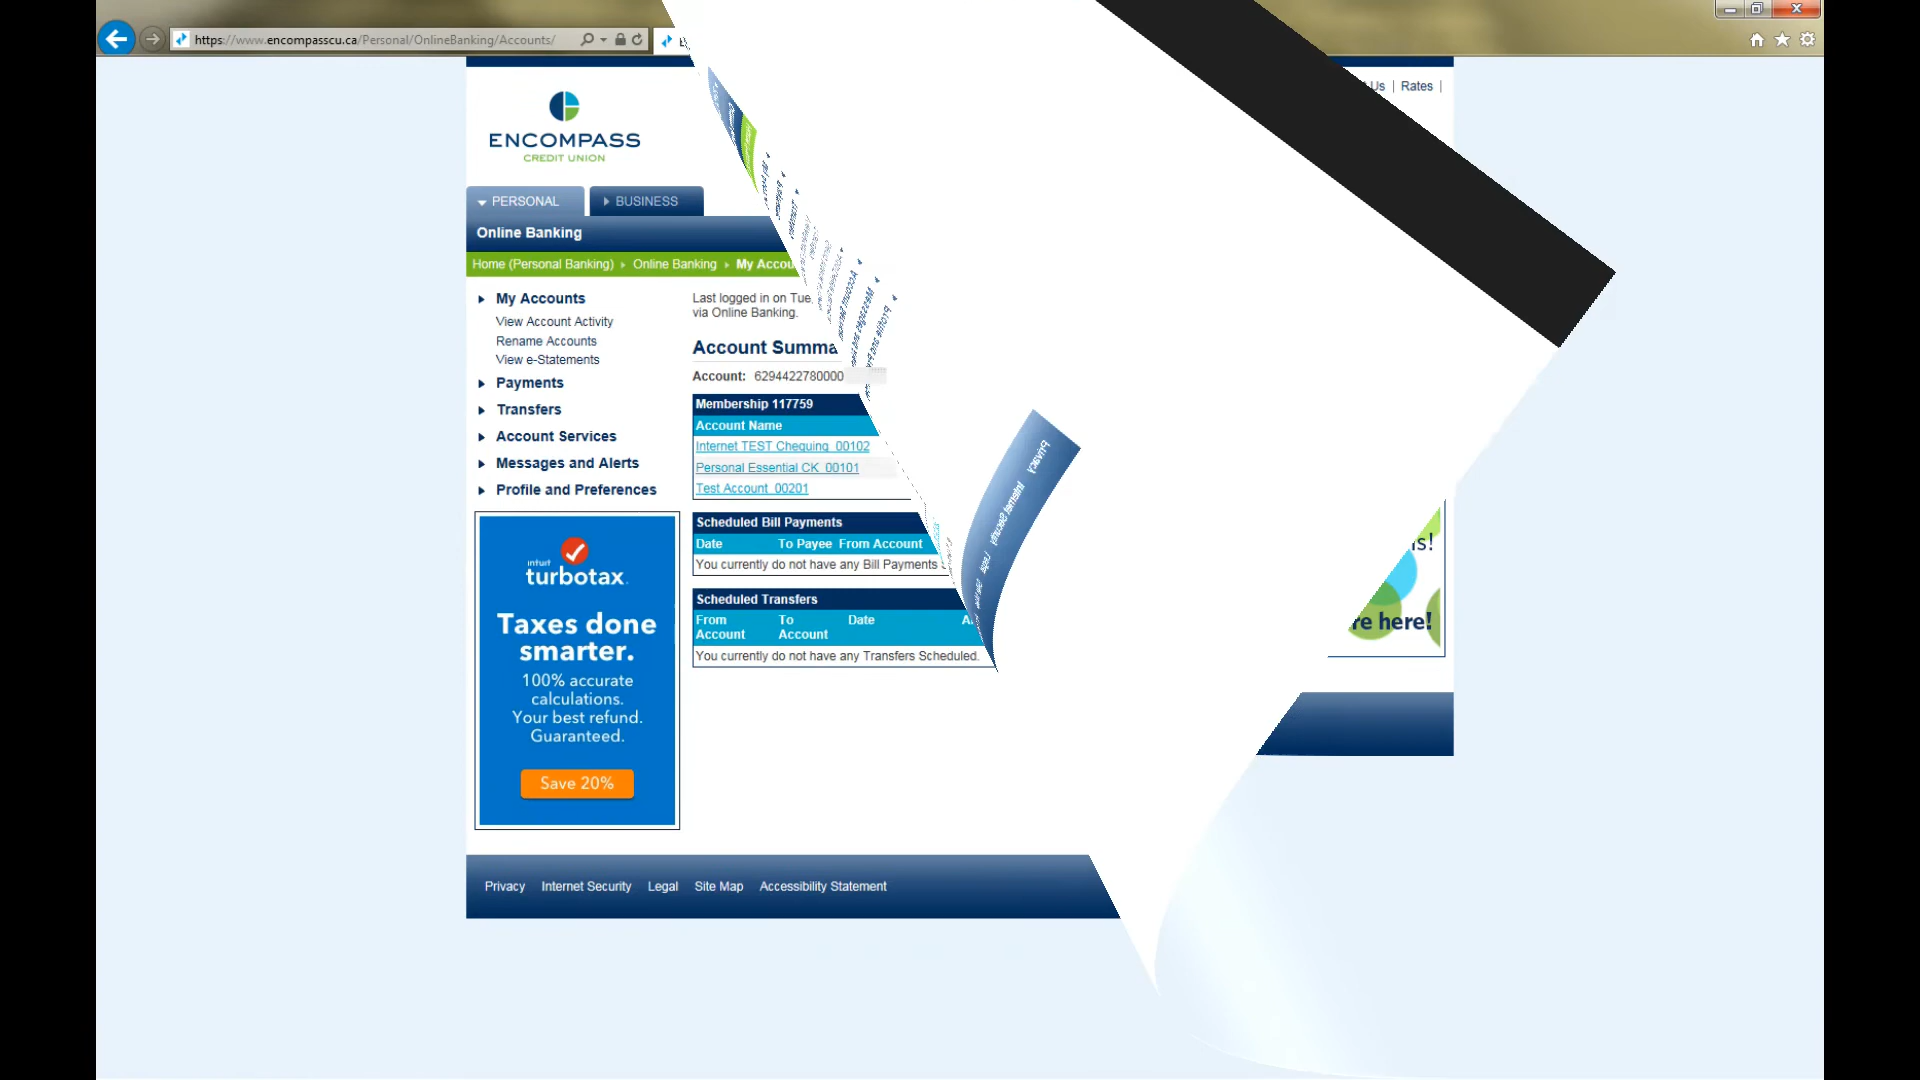 https://www.encompasscu.ca/Personal/OnlineBanking/Accounts/
Us | Rates |
ENCOMPASS
CREDIT UNION
PERSONAL
BUSINESS
Online Banking
Home (Personal Banking) Online Banking My Accou
My Accounts
View Account Activity
Rename Accounts
View e-Statements
Payments
Transfers
Account Services
Messages and Alerts
Profile and Preferences
Last logged in on Tue
via Online Banking.
Account Summa
Account: 6294422780000
Membership 117759
Account Name
Internet TEST Chequing 00102
Personal Essential CK 00101
Test Account 00201
Scheduled Bill Payments
Date To Payee From Account
You currently do not have any Bill Payments
Scheduled Transfers
From Account To Account Date
You currently do not have any Transfers Scheduled.
intuit
turbotax
Taxes done
smarter.
100% accurate
calculations.
Your best refund.
Guaranteed.
Save 20%
Privacy
Internet Security
s!
re here!
Privacy Internet Security Legal Site Map Accessibility Statement